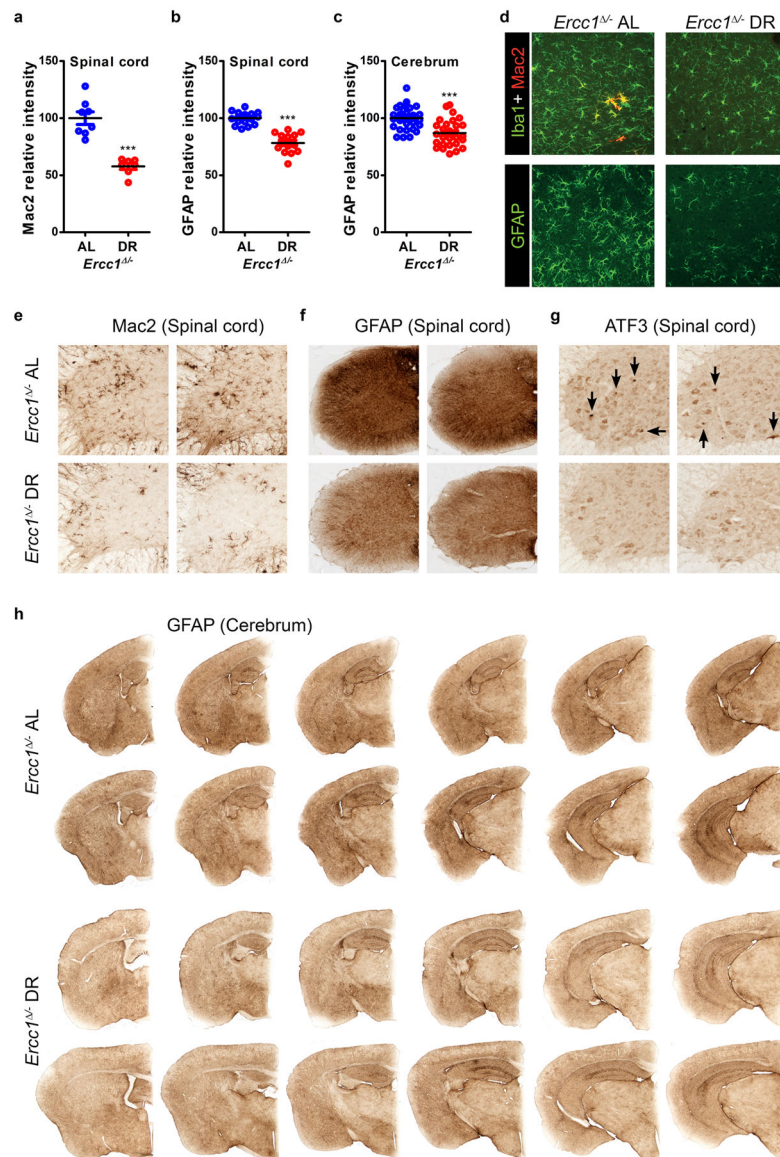 a
b
c
d
Ercc1Δ/- AL
Ercc1Δ/- DR
Spinal cord
Spinal cord
Cerebrum
Mac2 relative intensity
150
100
50
0
***
AL
DR
Ercc1Δ/-
GFAP relative intensity
150
100
50
0
***
AL
DR
Ercc1Δ/-
GFAP relative intensity
150
100
50
0
***
AL
DR
Ercc1Δ/-
Iba1+ Mac2
GFAP
e
Mac2 (Spinal cord)
f
GFAP (Spinal cord)
g
ATF3 (Spinal cord)
Ercc1Δ/- AL
Ercc1Δ/- DR
h
GFAP (Cerebrum)
Ercc1Δ/- AL
Ercc1Δ/- DR